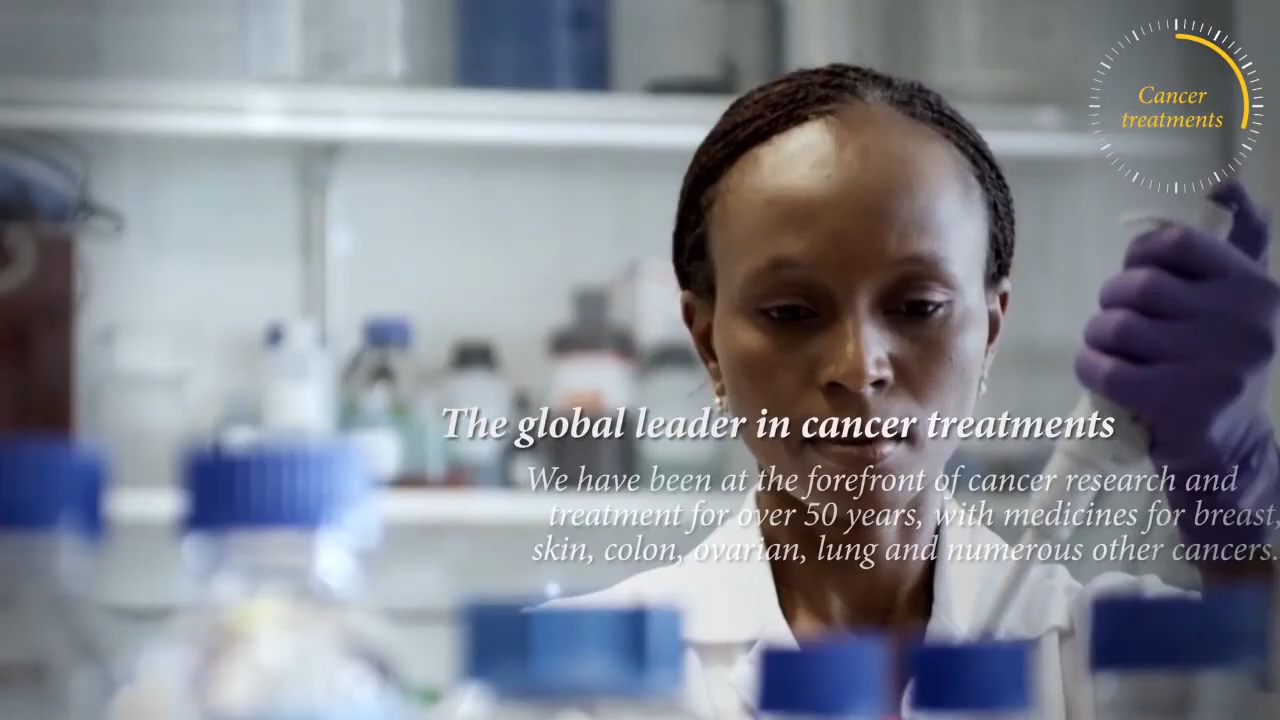 Cancer
treatments
The global leader in cancer treatments
We have been at the forefront of cancer research and
treatment for over 50 years, with medicines for breast,
skin, colon, ovarian, lung and numerous other cancers.